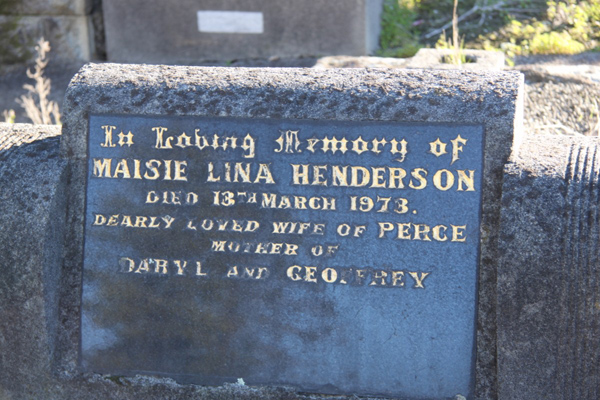 In Loving Memory of
MAISIE LINA HENDERSON
DIED 13TH MARCH 1973.
DEARLY LOVED WIFE OF PERCE
MOTHER OF
DARYL AND GEOFFREY